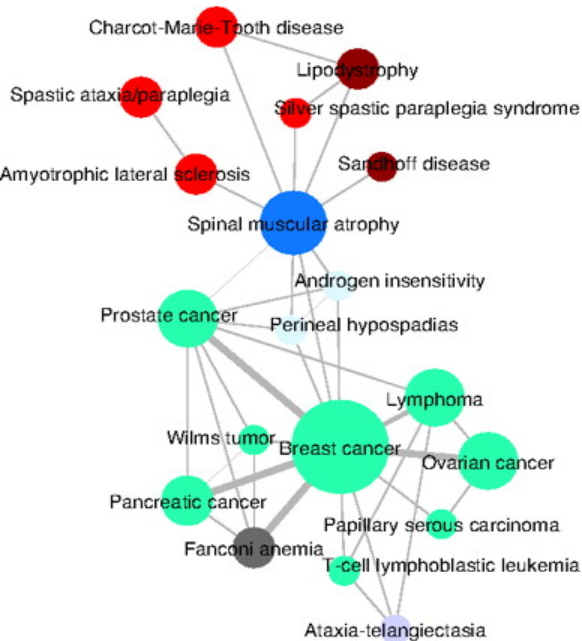 Charcot-Marie-Tooth disease
Lipodystrophy
Spastic ataxia/paraplegia
Silver spastic paraplegia syndrome
Sandhoff disease
Amyotrophic lateral sclerosis
Spinal muscular atrophy
Androgen insensitivity
Prostate cancer
Perineal hypospadias
Lymphoma
Wilms tumor
Breast cancer
Ovarian cancer
Pancreatic cancer
Papillary serous carcinoma
Fanconi anemia
T-cell lymphoblastic leukemia
Ataxia-telangiectasia